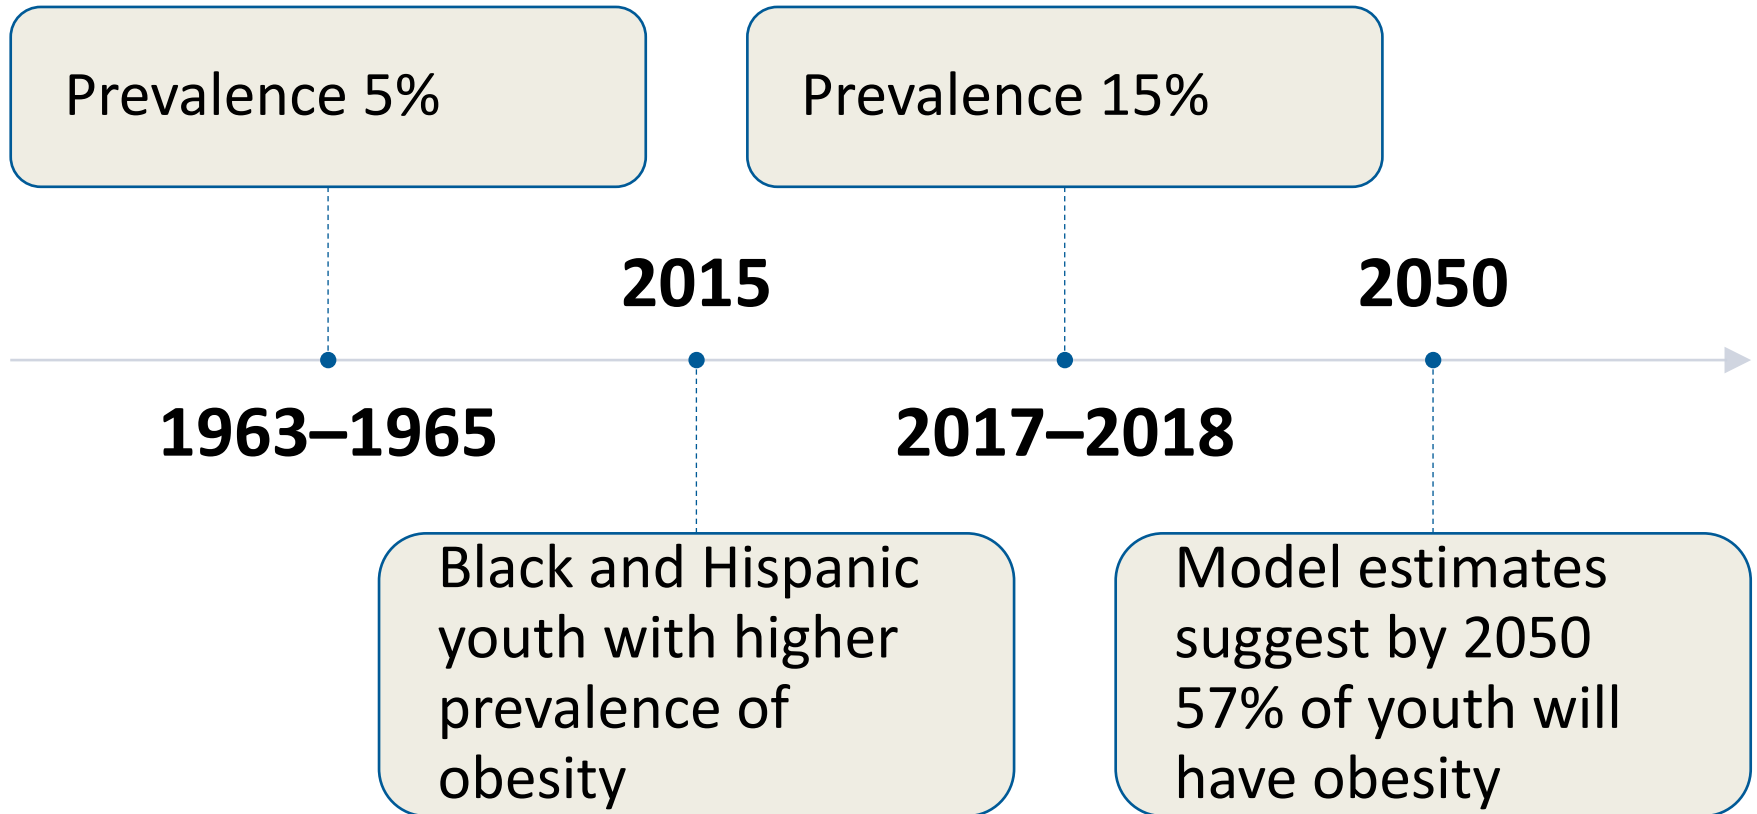 Prevalence 5%
Prevalence 15%
2015
2050
1963–1965
2017–2018
Black and Hispanic
youth with higher
prevalence of
obesity
Model estimates
suggest by 2050
57% of youth will
have obesity